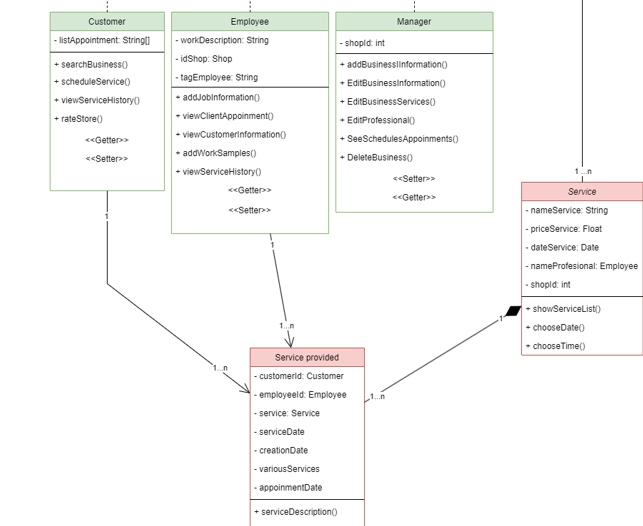 Customer
- listAppointment: String[]
+ searchBusiness()
+ scheduleService()
+ viewServiceHistory()
+ rateStore()
<<Getter>>
<<Setter>>
Employee
- workDescription: String
- idShop: Shop
- tagEmployee: String
+ addJobInformation()
+ viewClientAppoinment()
+ viewCustomerInformation()
+ addWorkSamples()
+ viewServiceHistory()
<<Getter>>
<<Setter>>
Manager
- shopId: int
+ addBusinessIInformation()
+ EditBusinessInformation()
+ EditBusinessServices()
+ EditProfessional()
+ SeeSchedulesAppoinments()
+ DeleteBusiness()
<<Setter>>
<<Getter>>
1 ...n
Service
- nameService: String
- priceService: Float
- dateService: Date
- nameProfesional: Employee
- shopId: int
+ showServiceList()
+ chooseDate()
+ chooseTime()
1
1
1
1...n
1...n
1...n
Service provided
- customerId: Customer
- employeeId: Employee
- service: Service
- serviceDate
- creationDate
- variousServices
- appoinmentDate
+ serviceDescription()